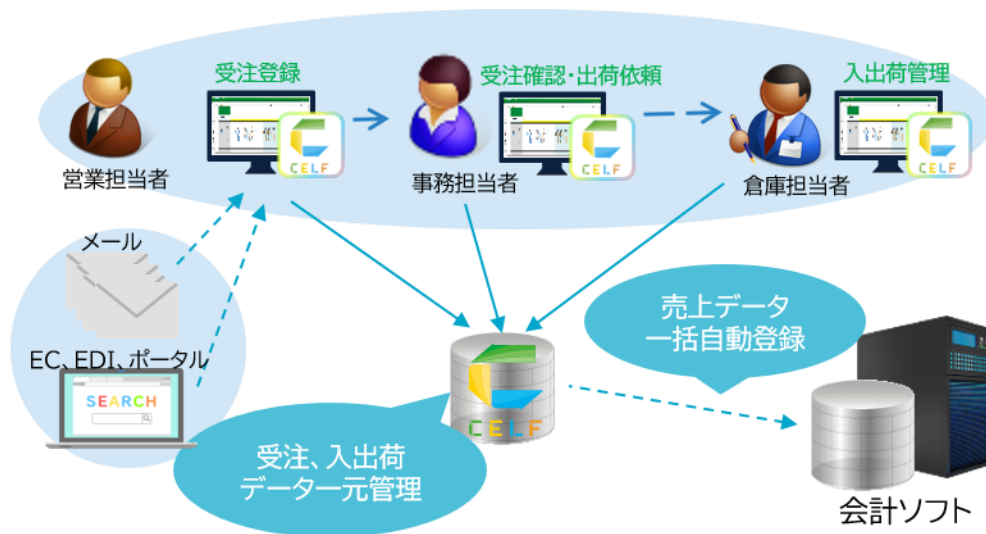 受注登録
受注確認・出荷依頼
入出荷管理
CELF
CELF
CELF
営業担当者
事務担当者
倉庫担当者
メール
EC、EDI、ポータル
SEARCH
売上データ
一括自動登録
CELF
受注、入出荷
データ一元管理
会計ソフト